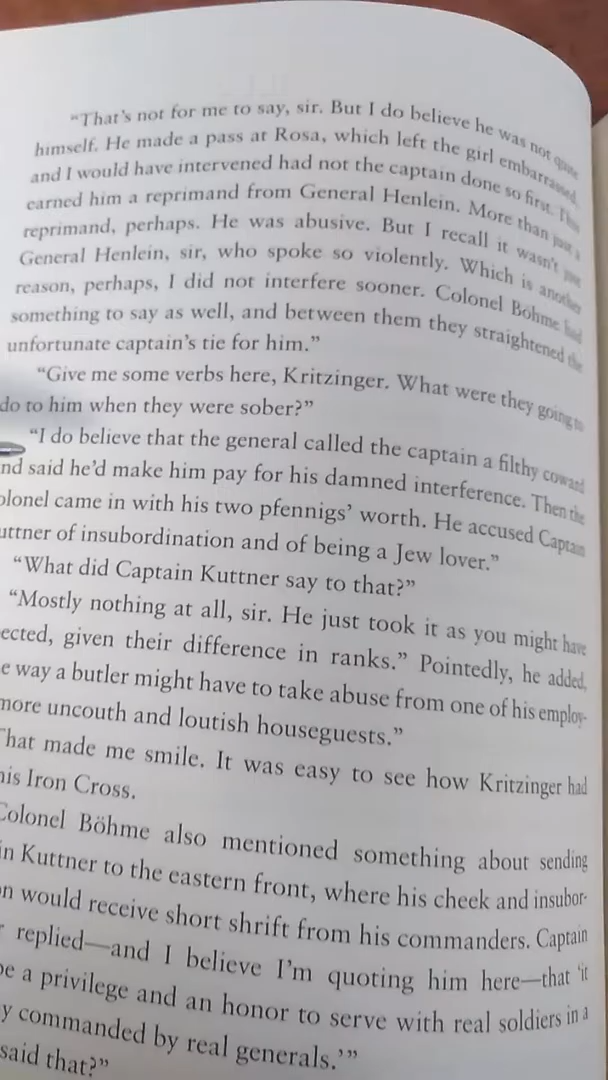 "That's not for me to say, sir. But I do believe he was not quite
himself. He made a pass at Rosa, which left the girl embarrassed,
and I would have intervened had not the captain done so first. This
earned him a reprimand from General Henlein. More than just a
reprimand, perhaps. He was abusive. But I recall it wasn't just
General Henlein, sir, who spoke so violently. Which is another
reason, perhaps, I did not interfere sooner. Colonel Böhme had
something to say as well, and between them they straightened the
unfortunate captain's tie for him."
"Give me some verbs here, Kritzinger. What were they going to
do to him when they were sober?"
"I do believe that the general called the captain a filthy coward
nd said he'd make him pay for his damned interference. Then the
olonel came in with his two pfennigs' worth. He accused Captain
uttner of insubordination and of being a Jew lover."
"What did Captain Kuttner say to that?"
"Mostly nothing at all, sir. He just took it as you might have
ected, given their difference in ranks." Pointedly, he added,
e way a butler might have to take abuse from one of his employ-
more uncouth and loutish houseguests."
That made me smile. It was easy to see how Kritzinger had
his Iron Cross.
Colonel Böhme also mentioned something about sending
in Kuttner to the eastern front, where his cheek and insubor-
on would receive short shrift from his commanders. Captain
r replied—and I believe I'm quoting him here—that 'it
be a privilege and an honor to serve with real soldiers in a
y commanded by real generals.'"
said that?"